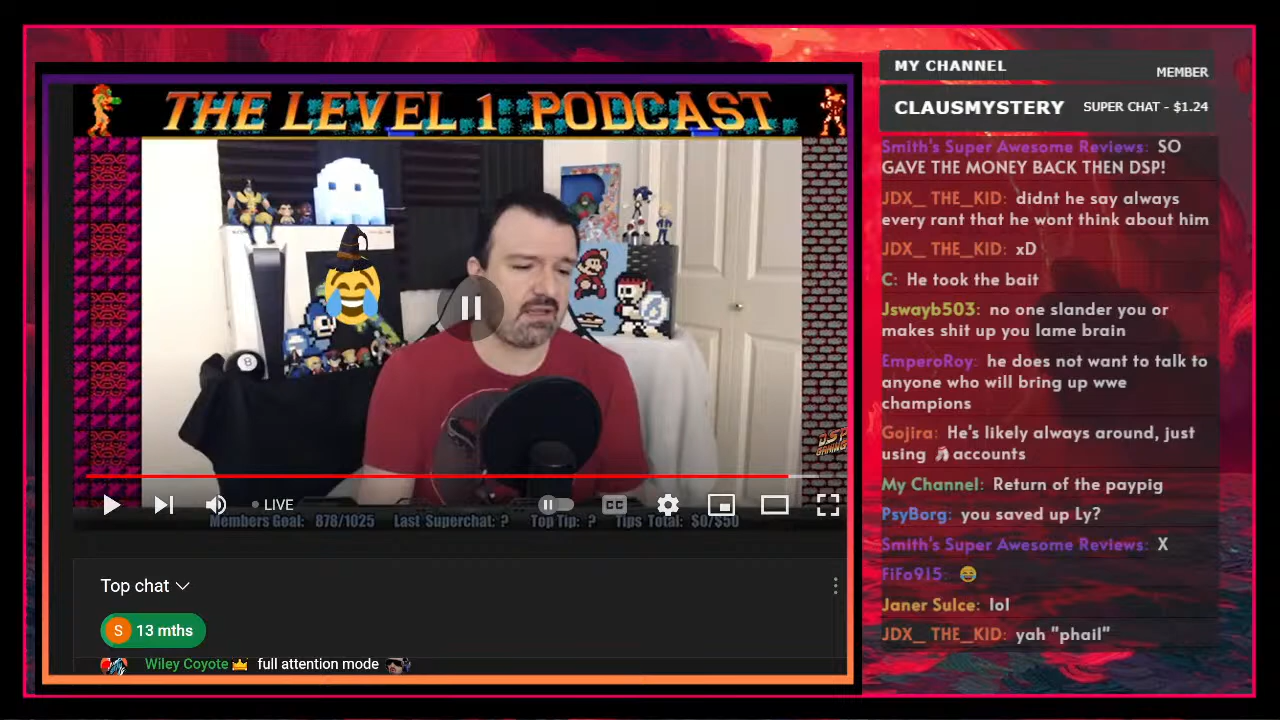 THE LEVEL 1 PODCAST
8
DSP
GAMING
LIVE
CC
Members Goal: 878/1025 Last Superchat: ? Top Tip: ? Tips Total: $0/$50
Top chat
S 13 mths
Wiley Coyote full attention mode
MY CHANNEL
MEMBER
CLAUSMYSTERY SUPER CHAT - $1.24
Smith's Super Awesome Reviews: SO
GAVE THE MONEY BACK THEN DSP!
JDX_ THE_KID: didnt he say always
every rant that he wont think about him
JDX_ THE_KID: xD
C: He took the bait
Jswayb503: no one slander you or
makes shit up you lame brain
EmperoRoy: he does not want to talk to
anyone who will bring up wwe
champions
Gojira: He's likely always around, just
using accounts
My Channel: Return of the paypig
PsyBorg: you saved up Ly?
Smith's Super Awesome Reviews: X
FiFo915:
Janer Sulce: lol
JDX_ THE_KID: yah "phail"